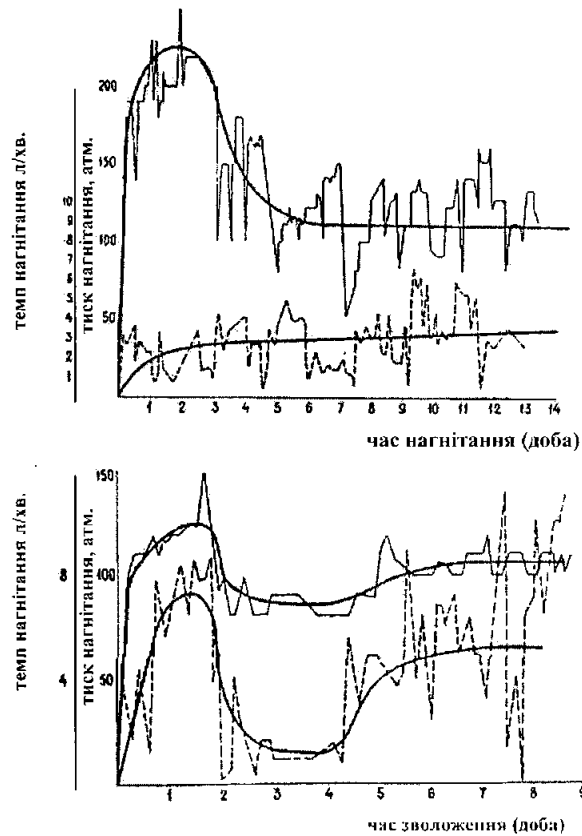 темп нагнітання л/хв.
тиск нагнітання, атм.
10
9
8
7
6
5
4
3
2
1
200
150
100
50
1 2 3 4 5 6 7 8 9 10 11 12 13 14
час нагнітання (доба)
темп нагнітання л/хв.
тиск нагнітання, атм.
8
4
150
100
50
1 2 3 4 5 6 7 8 9
час зволоження (доба)